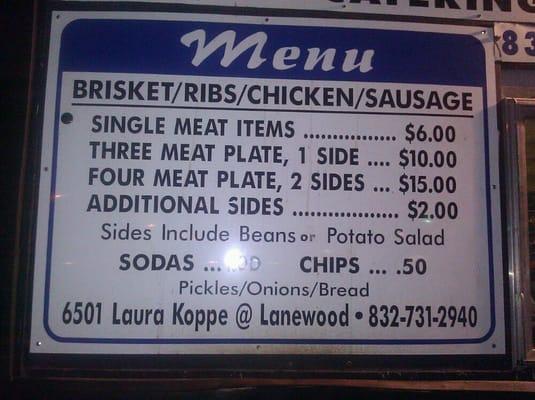 CATERING
83
Menu
BRISKET/RIBS/CHICKEN/SAUSAGE
SINGLE MEAT ITEMS ................ $6.00
THREE MEAT PLATE, 1 SIDE .... $10.00
FOUR MEAT PLATE, 2 SIDES ... $15.00
ADDITIONAL SIDES .................. $2.00
Sides Include Beans or Potato Salad
SODAS ... CHIPS ... .50
Pickles/Onions/Bread
6501 Laura Koppe @ Lanewood • 832-731-2940